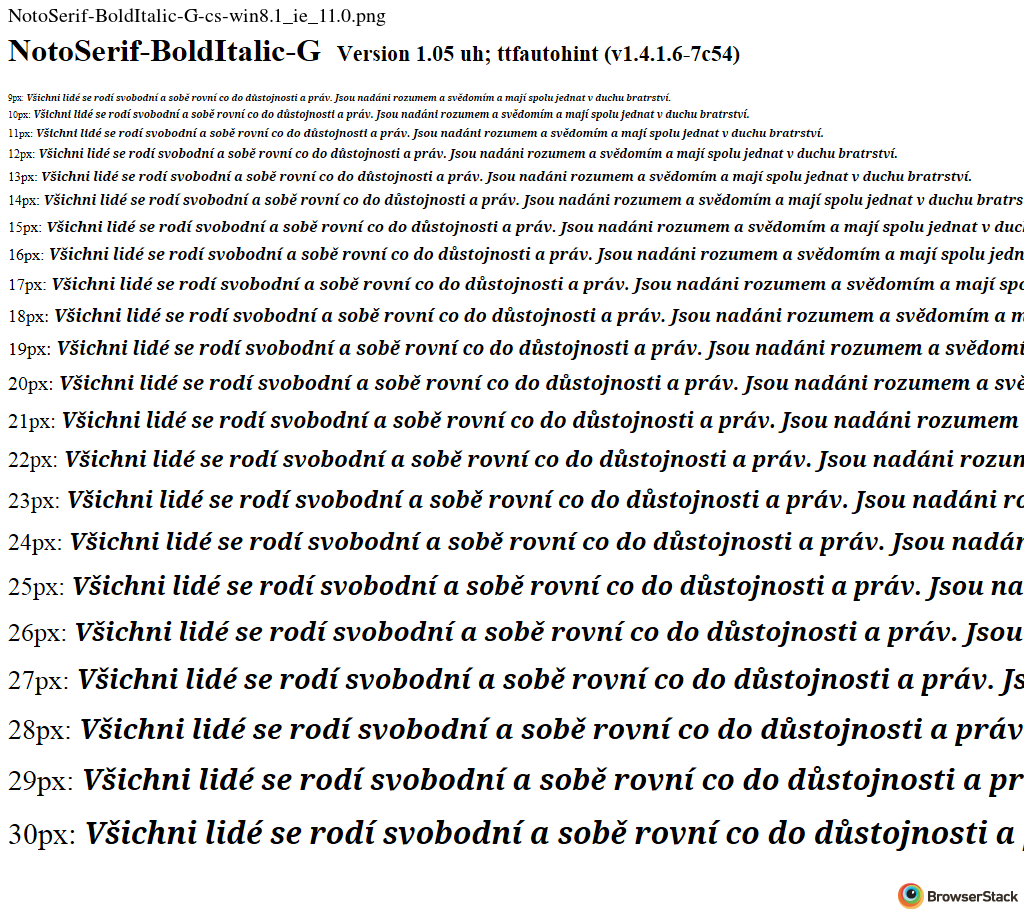 NotoSerif-BoldItalic-G-cs-win8.1_ie_11.0.png
NotoSerif-BoldItalic-G Version 1.05 uh; ttfautohint (v1.4.1.6-7c54)
9px: Všichni lidé se rodí svobodní a sobě rovní co do důstojnosti a práv. Jsou nadáni rozumem a svědomím a mají spolu jednat v duchu bratrství.
10px: Všichni lidé se rodí svobodní a sobě rovní co do důstojnosti a práv. Jsou nadáni rozumem a svědomím a mají spolu jednat v duchu bratrství.
11px: Všichni lidé se rodí svobodní a sobě rovní co do důstojnosti a práv. Jsou nadáni rozumem a svědomím a mají spolu jednat v duchu bratrství.
12px: Všichni lidé se rodí svobodní a sobě rovní co do důstojnosti a práv. Jsou nadáni rozumem a svědomím a mají spolu jednat v duchu bratrství.
13px: Všichni lidé se rodí svobodní a sobě rovní co do důstojnosti a práv. Jsou nadáni rozumem a svědomím a mají spolu jednat v duchu bratrství.
14px: Všichni lidé se rodí svobodní a sobě rovní co do důstojnosti a práv. Jsou nadáni rozumem a svědomím a mají spolu jednat v duchu bratrs
15px: Všichni lidé se rodí svobodní a sobě rovní co do důstojnosti a práv. Jsou nadáni rozumem a svědomím a mají spolu jednat v duc
16px: Všichni lidé se rodí svobodní a sobě rovní co do důstojnosti a práv. Jsou nadáni rozumem a svědomím a mají spolu jedn
17px: Všichni lidé se rodí svobodní a sobě rovní co do důstojnosti a práv. Jsou nadáni rozumem a svědomím a mají spo
18px: Všichni lidé se rodí svobodní a sobě rovní co do důstojnosti a práv. Jsou nadáni rozumem a svědomím a m
19px: Všichni lidé se rodí svobodní a sobě rovní co do důstojnosti a práv. Jsou nadáni rozumem a svědomí
20px: Všichni lidé se rodí svobodní a sobě rovní co do důstojnosti a práv. Jsou nadáni rozumem a svě
21px: Všichni lidé se rodí svobodní a sobě rovní co do důstojnosti a práv. Jsou nadáni rozumem
22px: Všichni lidé se rodí svobodní a sobě rovní co do důstojnosti a práv. Jsou nadáni rozum
23px: Všichni lidé se rodí svobodní a sobě rovní co do důstojnosti a práv. Jsou nadáni ro
24px: Všichni lidé se rodí svobodní a sobě rovní co do důstojnosti a práv. Jsou nadán
25px: Všichni lidé se rodí svobodní a sobě rovní co do důstojnosti a práv. Jsou na
26px: Všichni lidé se rodí svobodní a sobě rovní co do důstojnosti a práv. Jsou
27px: Všichni lidé se rodí svobodní a sobě rovní co do důstojnosti a práv. Js
28px: Všichni lidé se rodí svobodní a sobě rovní co do důstojnosti a práv
29px: Všichni lidé se rodí svobodní a sobě rovní co do důstojnosti a pr
30px: Všichni lidé se rodí svobodní a sobě rovní co do důstojnosti a
BrowserStack